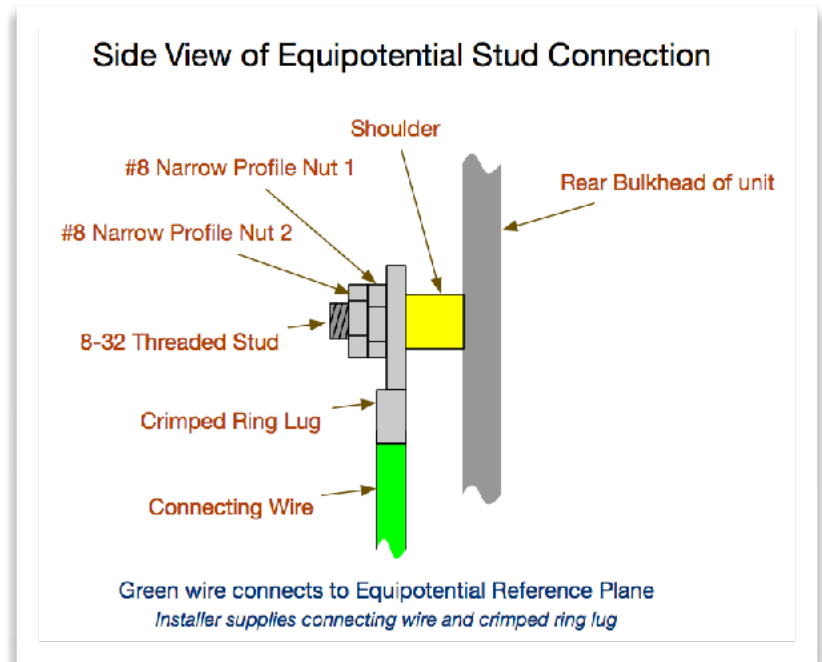 Side View of Equipotential Stud Connection
Shoulder
#8 Narrow Profile Nut 1
Rear Bulkhead of unit
#8 Narrow Profile Nut 2
8-32 Threaded Stud
Crimped Ring Lug
Connecting Wire
Green wire connects to Equipotential Reference Plane
Installer supplies connecting wire and crimped ring lug